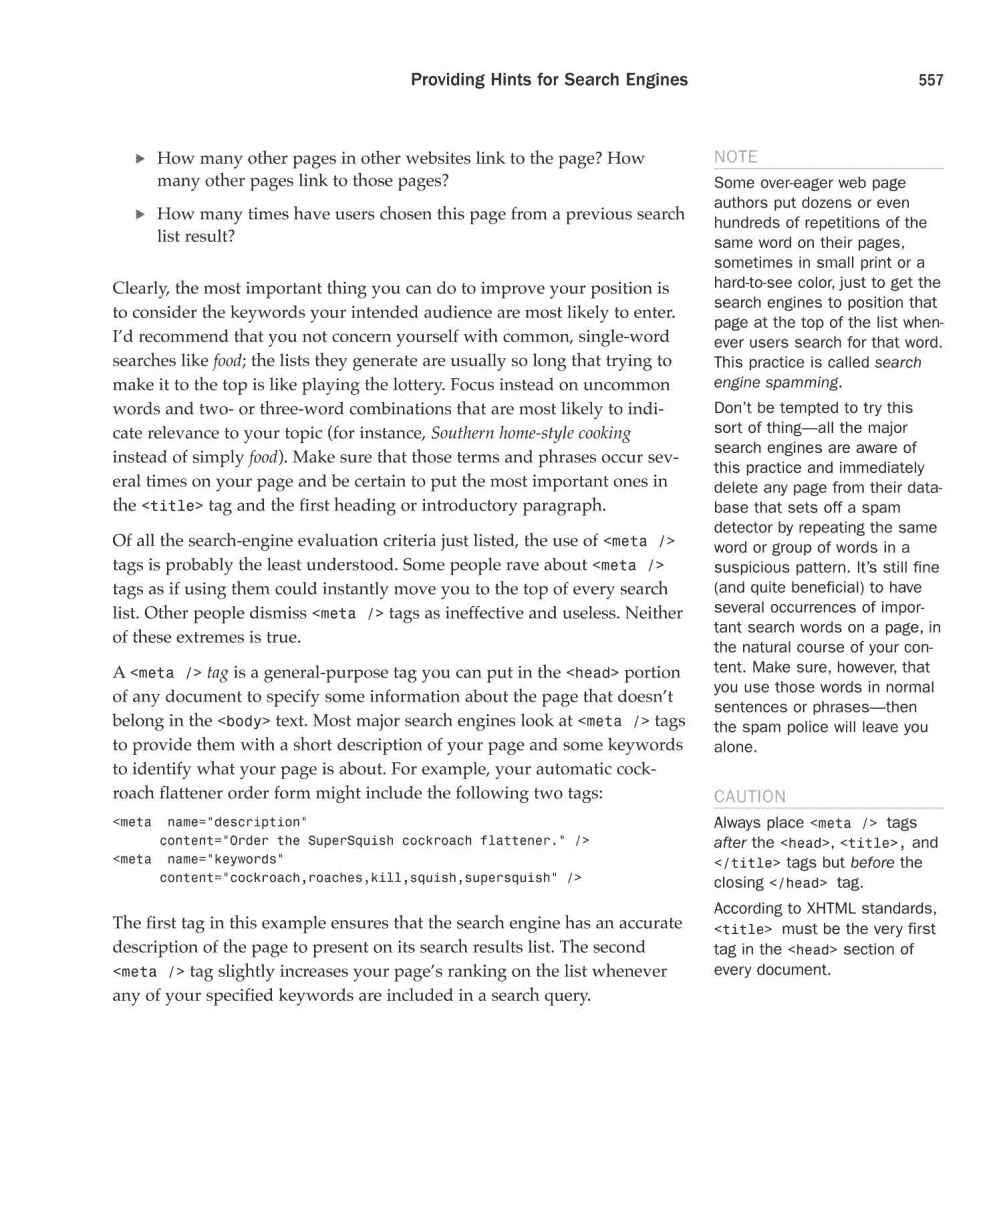 Providing Hints for Search Engines 557
▶ How many other pages in other websites link to the page? How
many other pages link to those pages?
▶ How many times have users chosen this page from a previous search
list result?
Clearly, the most important thing you can do to improve your position is
to consider the keywords your intended audience are most likely to enter.
I’d recommend that you not concern yourself with common, single-word
searches like food; the lists they generate are usually so long that trying to
make it to the top is like playing the lottery. Focus instead on uncommon
words and two- or three-word combinations that are most likely to indi-
cate relevance to your topic (for instance, Southern home-style cooking
instead of simply food). Make sure that those terms and phrases occur sev-
eral times on your page and be certain to put the most important ones in
the <title> tag and the first heading or introductory paragraph.
Of all the search-engine evaluation criteria just listed, the use of <meta />
tags is probably the least understood. Some people rave about <meta />
tags as if using them could instantly move you to the top of every search
list. Other people dismiss <meta /> tags as ineffective and useless. Neither
of these extremes is true.
A <meta /> tag is a general-purpose tag you can put in the <head> portion
of any document to specify some information about the page that doesn’t
belong in the <body> text. Most major search engines look at <meta /> tags
to provide them with a short description of your page and some keywords
to identify what your page is about. For example, your automatic cock-
roach flattener order form might include the following two tags:
<meta name="description"
content="Order the SuperSquish cockroach flattener." />
<meta name="keywords"
content="cockroach,roaches,kill,squish,supersquish" />
The first tag in this example ensures that the search engine has an accurate
description of the page to present on its search results list. The second
<meta /> tag slightly increases your page’s ranking on the list whenever
any of your specified keywords are included in a search query.
NOTE
Some over-eager web page
authors put dozens or even
hundreds of repetitions of the
same word on their pages,
sometimes in small print or a
hard-to-see color, just to get the
search engines to position that
page at the top of the list when-
ever users search for that word.
This practice is called search
engine spamming.
Don’t be tempted to try this
sort of thing—all the major
search engines are aware of
this practice and immediately
delete any page from their data-
base that sets off a spam
detector by repeating the same
word or group of words in a
suspicious pattern. It’s still fine
(and quite beneficial) to have
several occurrences of impor-
tant search words on a page, in
the natural course of your con-
tent. Make sure, however, that
you use those words in normal
sentences or phrases—then
the spam police will leave you
alone.
CAUTION
Always place <meta /> tags
after the <head>, <title>, and
</title> tags but before the
closing </head> tag.
According to XHTML standards,
<title> must be the very first
tag in the <head> section of
every document.